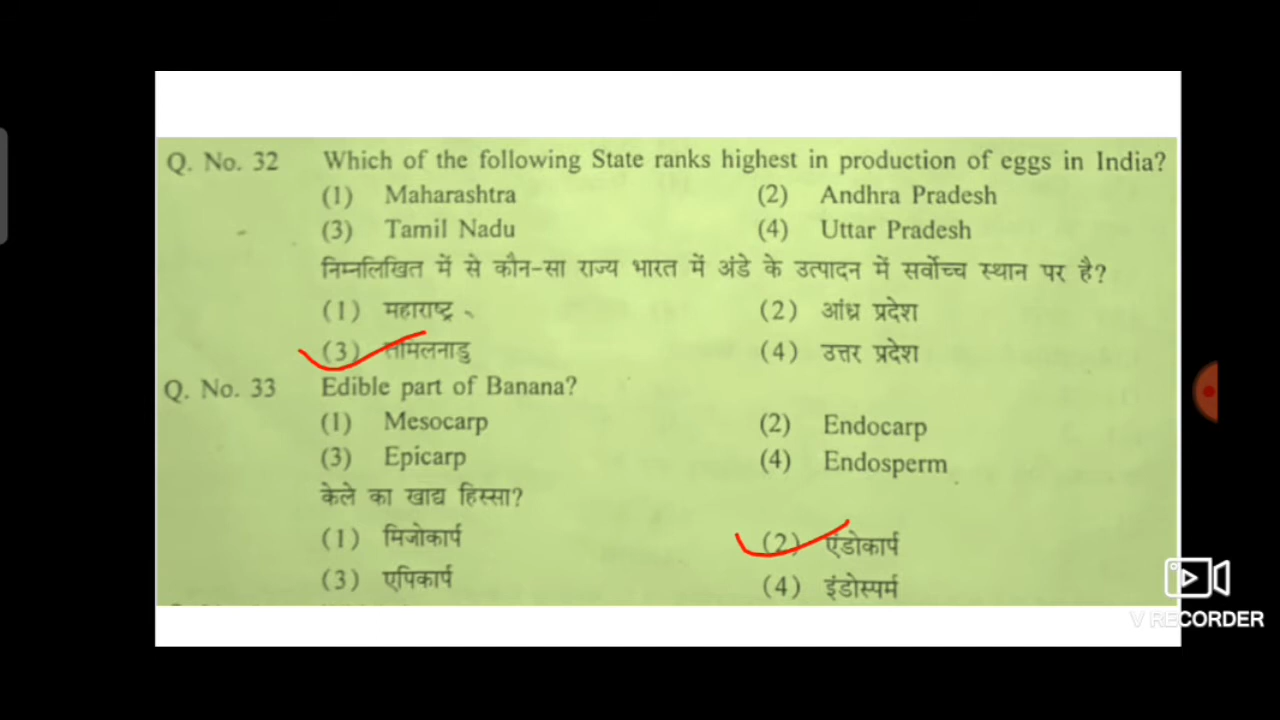 Q. No. 32 Which of the following State ranks highest in production of eggs in India?
(1) Maharashtra (2) Andhra Pradesh
(3) Tamil Nadu (4) Uttar Pradesh
निम्नलिखित में से कौन-सा राज्य भारत में अंडे के उत्पादन में सर्वोच्च स्थान पर है?
(1) महाराष्ट्र (2) आंध्र प्रदेश
(3) तामलनाडु (4) उत्तर प्रदेश
Q. No. 33 Edible part of Banana?
(1) Mesocarp (2) Endocarp
(3) Epicarp (4) Endosperm
केले का खाद्य हिस्सा?
(1) मिजोकार्प (2) एंडोकार्प
(3) एपिकार्प (4) इंडोस्पर्म
V RECORDER